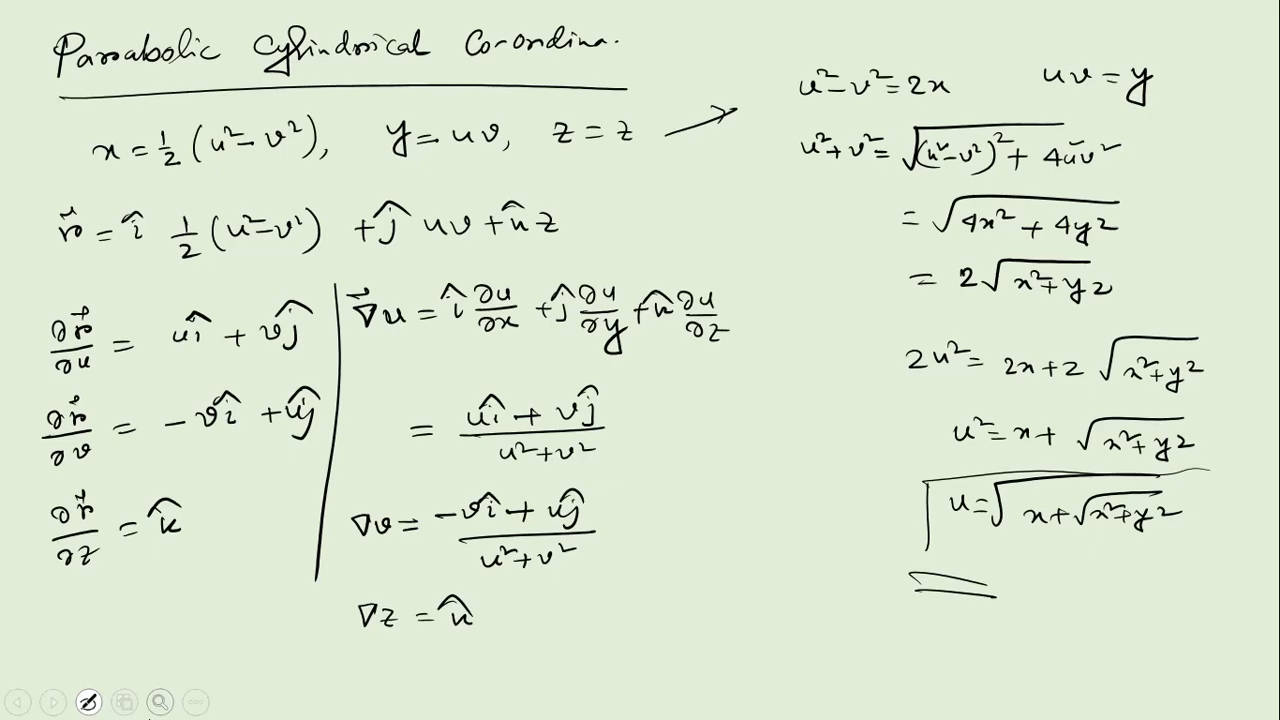 Parabolic Cylindrical Co-ordina.
x = 1/2 (u² - v²), y = uv, z = z →
r⃗ = î 1/2 (u² - v²) + ĵ uv + k̂ z
∂r⃗/∂u = uî + vĵ
∂r⃗/∂v = -vî + uĵ
∂r⃗/∂z = k̂
∇⃗u = î ∂u/∂x + ĵ ∂u/∂y + k̂ ∂u/∂z
= (uî + vĵ)/(u² + v²)
∇v = (-vî + uĵ)/(u² + v²)
∇z = k̂
u² - v² = 2x uv = y
u² + v² = √((u² - v²)² + 4u²v²)
= √(4x² + 4y²)
= 2√(x² + y²)
2u² = 2x + 2√(x² + y²)
u² = x + √(x² + y²)
u = √(x + √(x² + y²))